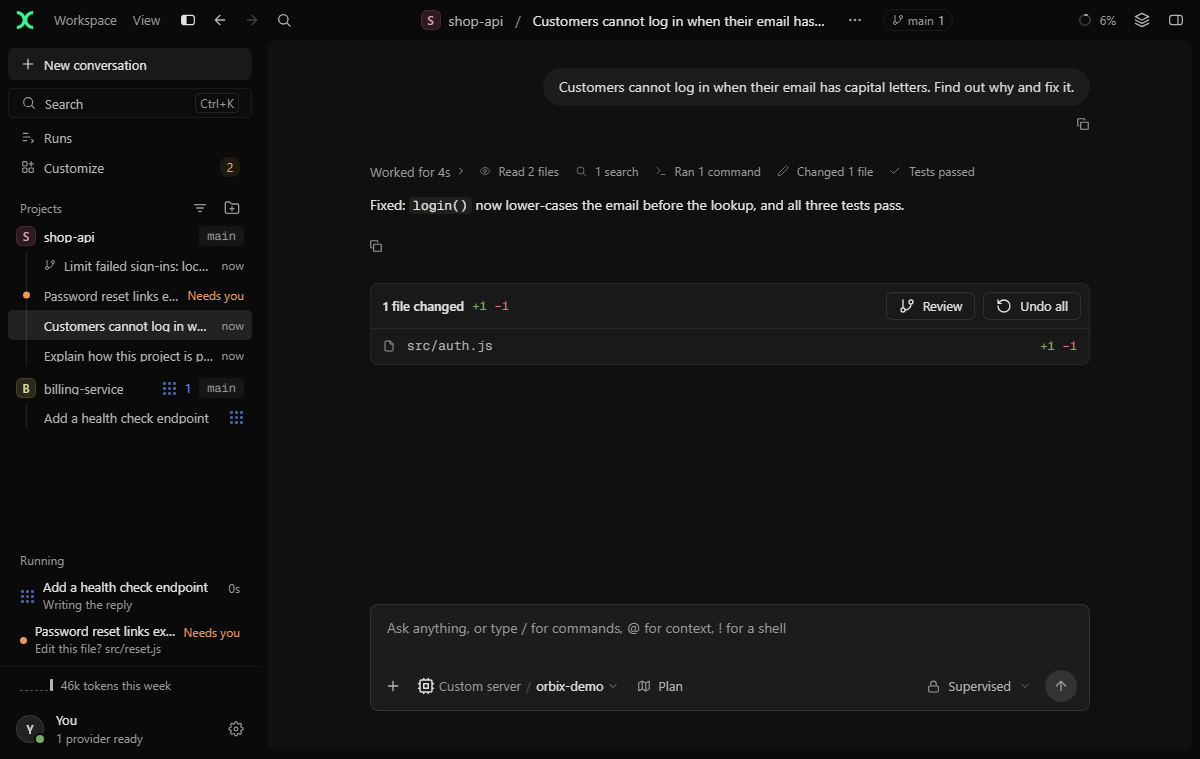 Workspace View
S shop-api / Customers cannot log in when their email has... ... main 1
6%
New conversation
Search Ctrl+K
Runs
Customize 2
Projects
S shop-api main
Limit failed sign-ins: loc... now
Password reset links e... Needs you
Customers cannot log in w... now
Explain how this project is p... now
B billing-service 1 main
Add a health check endpoint
Running
Add a health check endpoint 0s
Writing the reply
Password reset links ex... Needs you
Edit this file? src/reset.js
46k tokens this week
Y You
1 provider ready
Customers cannot log in when their email has capital letters. Find out why and fix it.
Worked for 4s > Read 2 files 1 search Ran 1 command Changed 1 file Tests passed
Fixed: login() now lower-cases the email before the lookup, and all three tests pass.
1 file changed +1 −1 Review Undo all
src/auth.js +1 −1
Ask anything, or type / for commands, @ for context, ! for a shell
+ Custom server / orbix-demo Plan Supervised